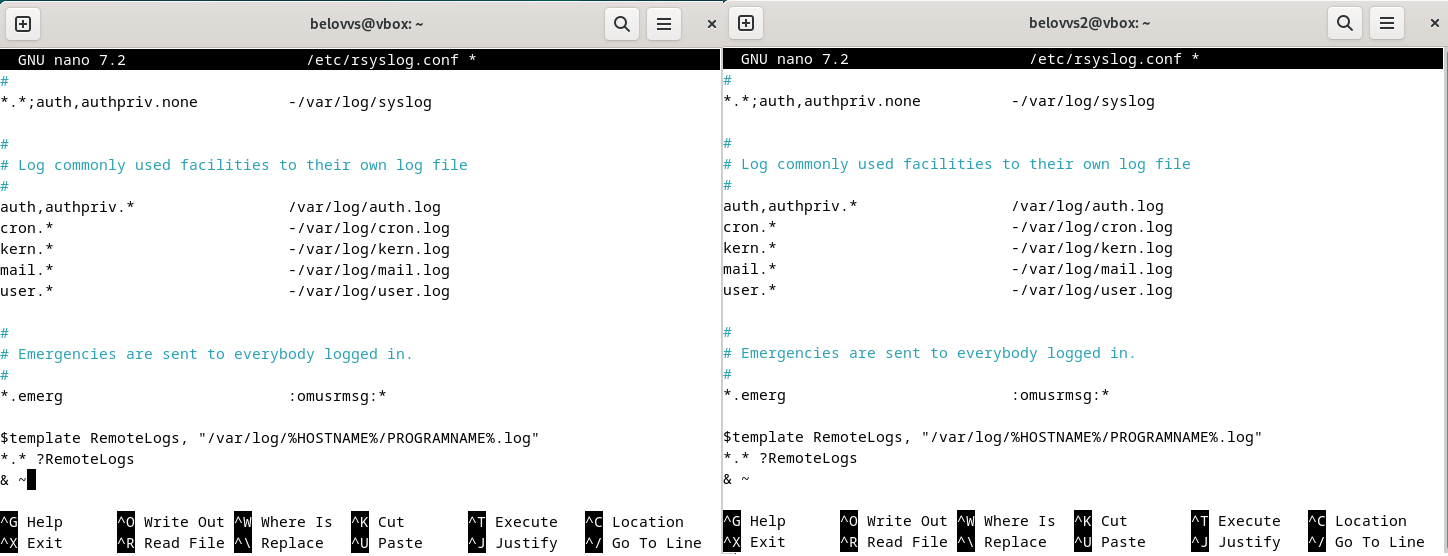 belovvs@vbox: ~
GNU nano 7.2 /etc/rsyslog.conf *
#
*.*;auth,authpriv.none -/var/log/syslog
#
# Log commonly used facilities to their own log file
#
auth,authpriv.* /var/log/auth.log
cron.* -/var/log/cron.log
kern.* -/var/log/kern.log
mail.* -/var/log/mail.log
user.* -/var/log/user.log
#
# Emergencies are sent to everybody logged in.
#
*.emerg :omusrmsg:*
$template RemoteLogs, "/var/log/%HOSTNAME%/PROGRAMNAME%.log"
*.* ?RemoteLogs
& ~
^G Help ^O Write Out ^W Where Is ^K Cut ^T Execute ^C Location
^X Exit ^R Read File ^\ Replace ^U Paste ^J Justify ^/ Go To Line
belovvs2@vbox: ~
GNU nano 7.2 /etc/rsyslog.conf *
#
*.*;auth,authpriv.none -/var/log/syslog
#
# Log commonly used facilities to their own log file
#
auth,authpriv.* /var/log/auth.log
cron.* -/var/log/cron.log
kern.* -/var/log/kern.log
mail.* -/var/log/mail.log
user.* -/var/log/user.log
#
# Emergencies are sent to everybody logged in.
#
*.emerg :omusrmsg:*
$template RemoteLogs, "/var/log/%HOSTNAME%/PROGRAMNAME%.log"
*.* ?RemoteLogs
& ~
^G Help ^O Write Out ^W Where Is ^K Cut ^T Execute ^C Location
^X Exit ^R Read File ^\ Replace ^U Paste ^J Justify ^/ Go To Line